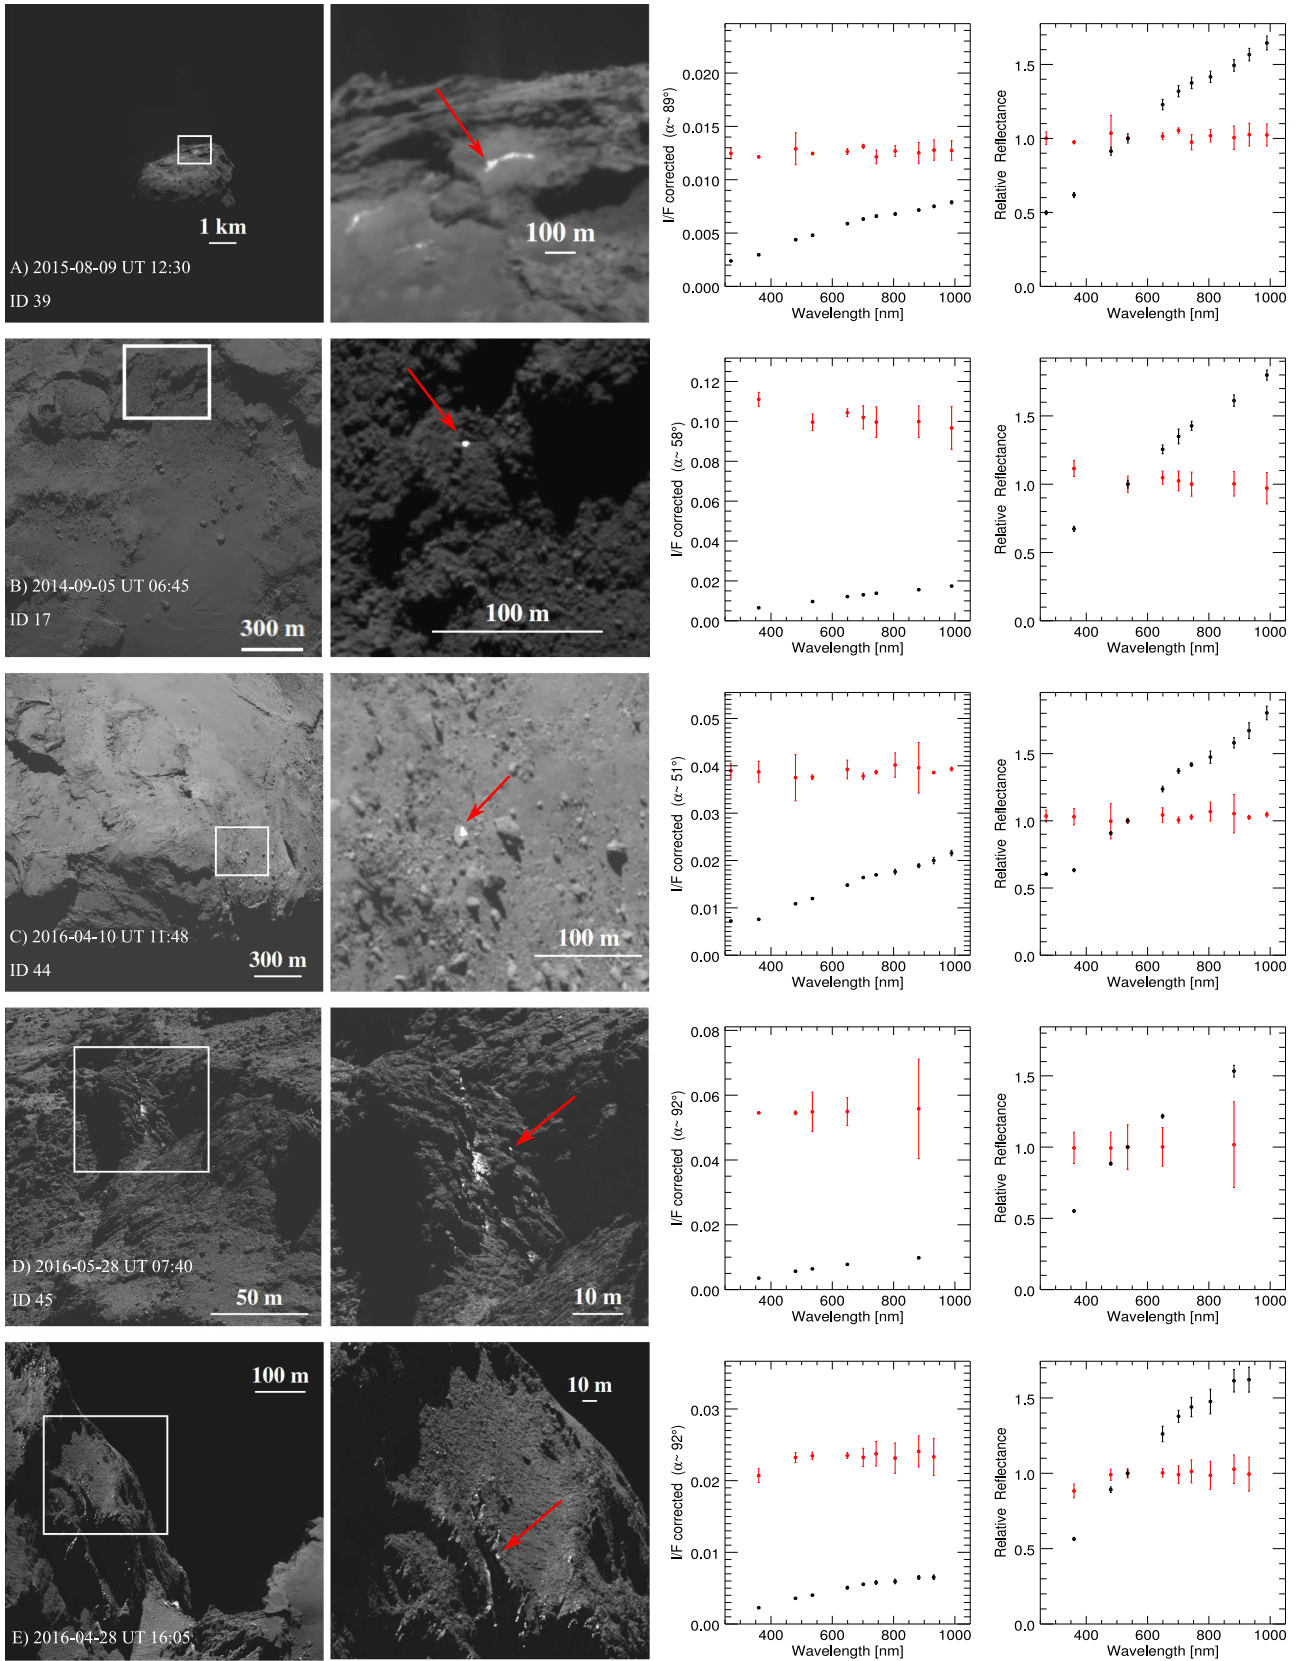 1 km
A) 2015-08-09 UT 12:30
ID 39
100 m
I/F corrected (α~ 89°)
0.020
0.015
0.010
0.005
0.000
400 600 800 1000
Wavelength [nm]
Relative Reflectance
1.5
1.0
0.5
0.0
400 600 800 1000
Wavelength [nm]
B) 2014-09-05 UT 06:45
ID 17
300 m
100 m
I/F corrected (α~ 58°)
0.12
0.10
0.08
0.06
0.04
0.02
0.00
400 600 800 1000
Wavelength [nm]
Relative Reflectance
1.5
1.0
0.5
0.0
400 600 800 1000
Wavelength [nm]
C) 2016-04-10 UT 11:48
ID 44
300 m
100 m
I/F corrected (α~ 51°)
0.05
0.04
0.03
0.02
0.01
0.00
400 600 800 1000
Wavelength [nm]
Relative Reflectance
1.5
1.0
0.5
0.0
400 600 800 1000
Wavelength [nm]
D) 2016-05-28 UT 07:40
ID 45
50 m
10 m
I/F corrected (α~ 92°)
0.08
0.06
0.04
0.02
0.00
400 600 800 1000
Wavelength [nm]
Relative Reflectance
1.5
1.0
0.5
0.0
400 600 800 1000
Wavelength [nm]
100 m
E) 2016-04-28 UT 16:05
10 m
I/F corrected (α~ 92°)
0.03
0.02
0.01
0.00
400 600 800 1000
Wavelength [nm]
Relative Reflectance
1.5
1.0
0.5
0.0
400 600 800 1000
Wavelength [nm]